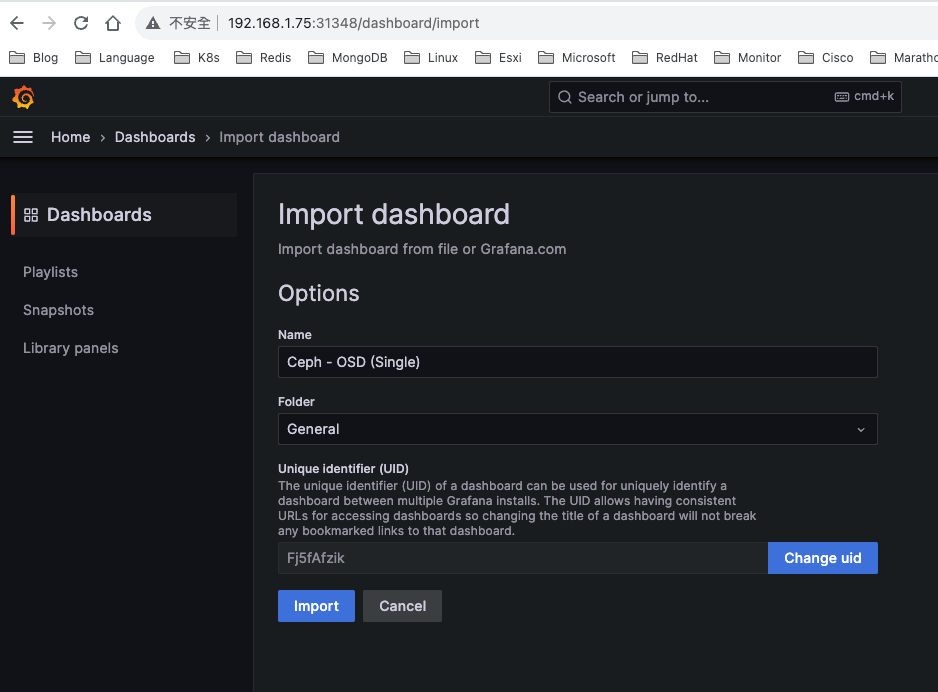 不安全 192.168.1.75:31348/dashboard/import
Blog Language K8s Redis MongoDB Linux Esxi Microsoft RedHat Monitor Cisco Maratho
Search or jump to... cmd+k
Home › Dashboards › Import dashboard
Dashboards
Playlists
Snapshots
Library panels
Import dashboard
Import dashboard from file or Grafana.com
Options
Name
Ceph - OSD (Single)
Folder
General
Unique identifier (UID)
The unique identifier (UID) of a dashboard can be used for uniquely identify a
dashboard between multiple Grafana installs. The UID allows having consistent
URLs for accessing dashboards so changing the title of a dashboard will not break
any bookmarked links to that dashboard.
Fj5fAfzik Change uid
Import Cancel